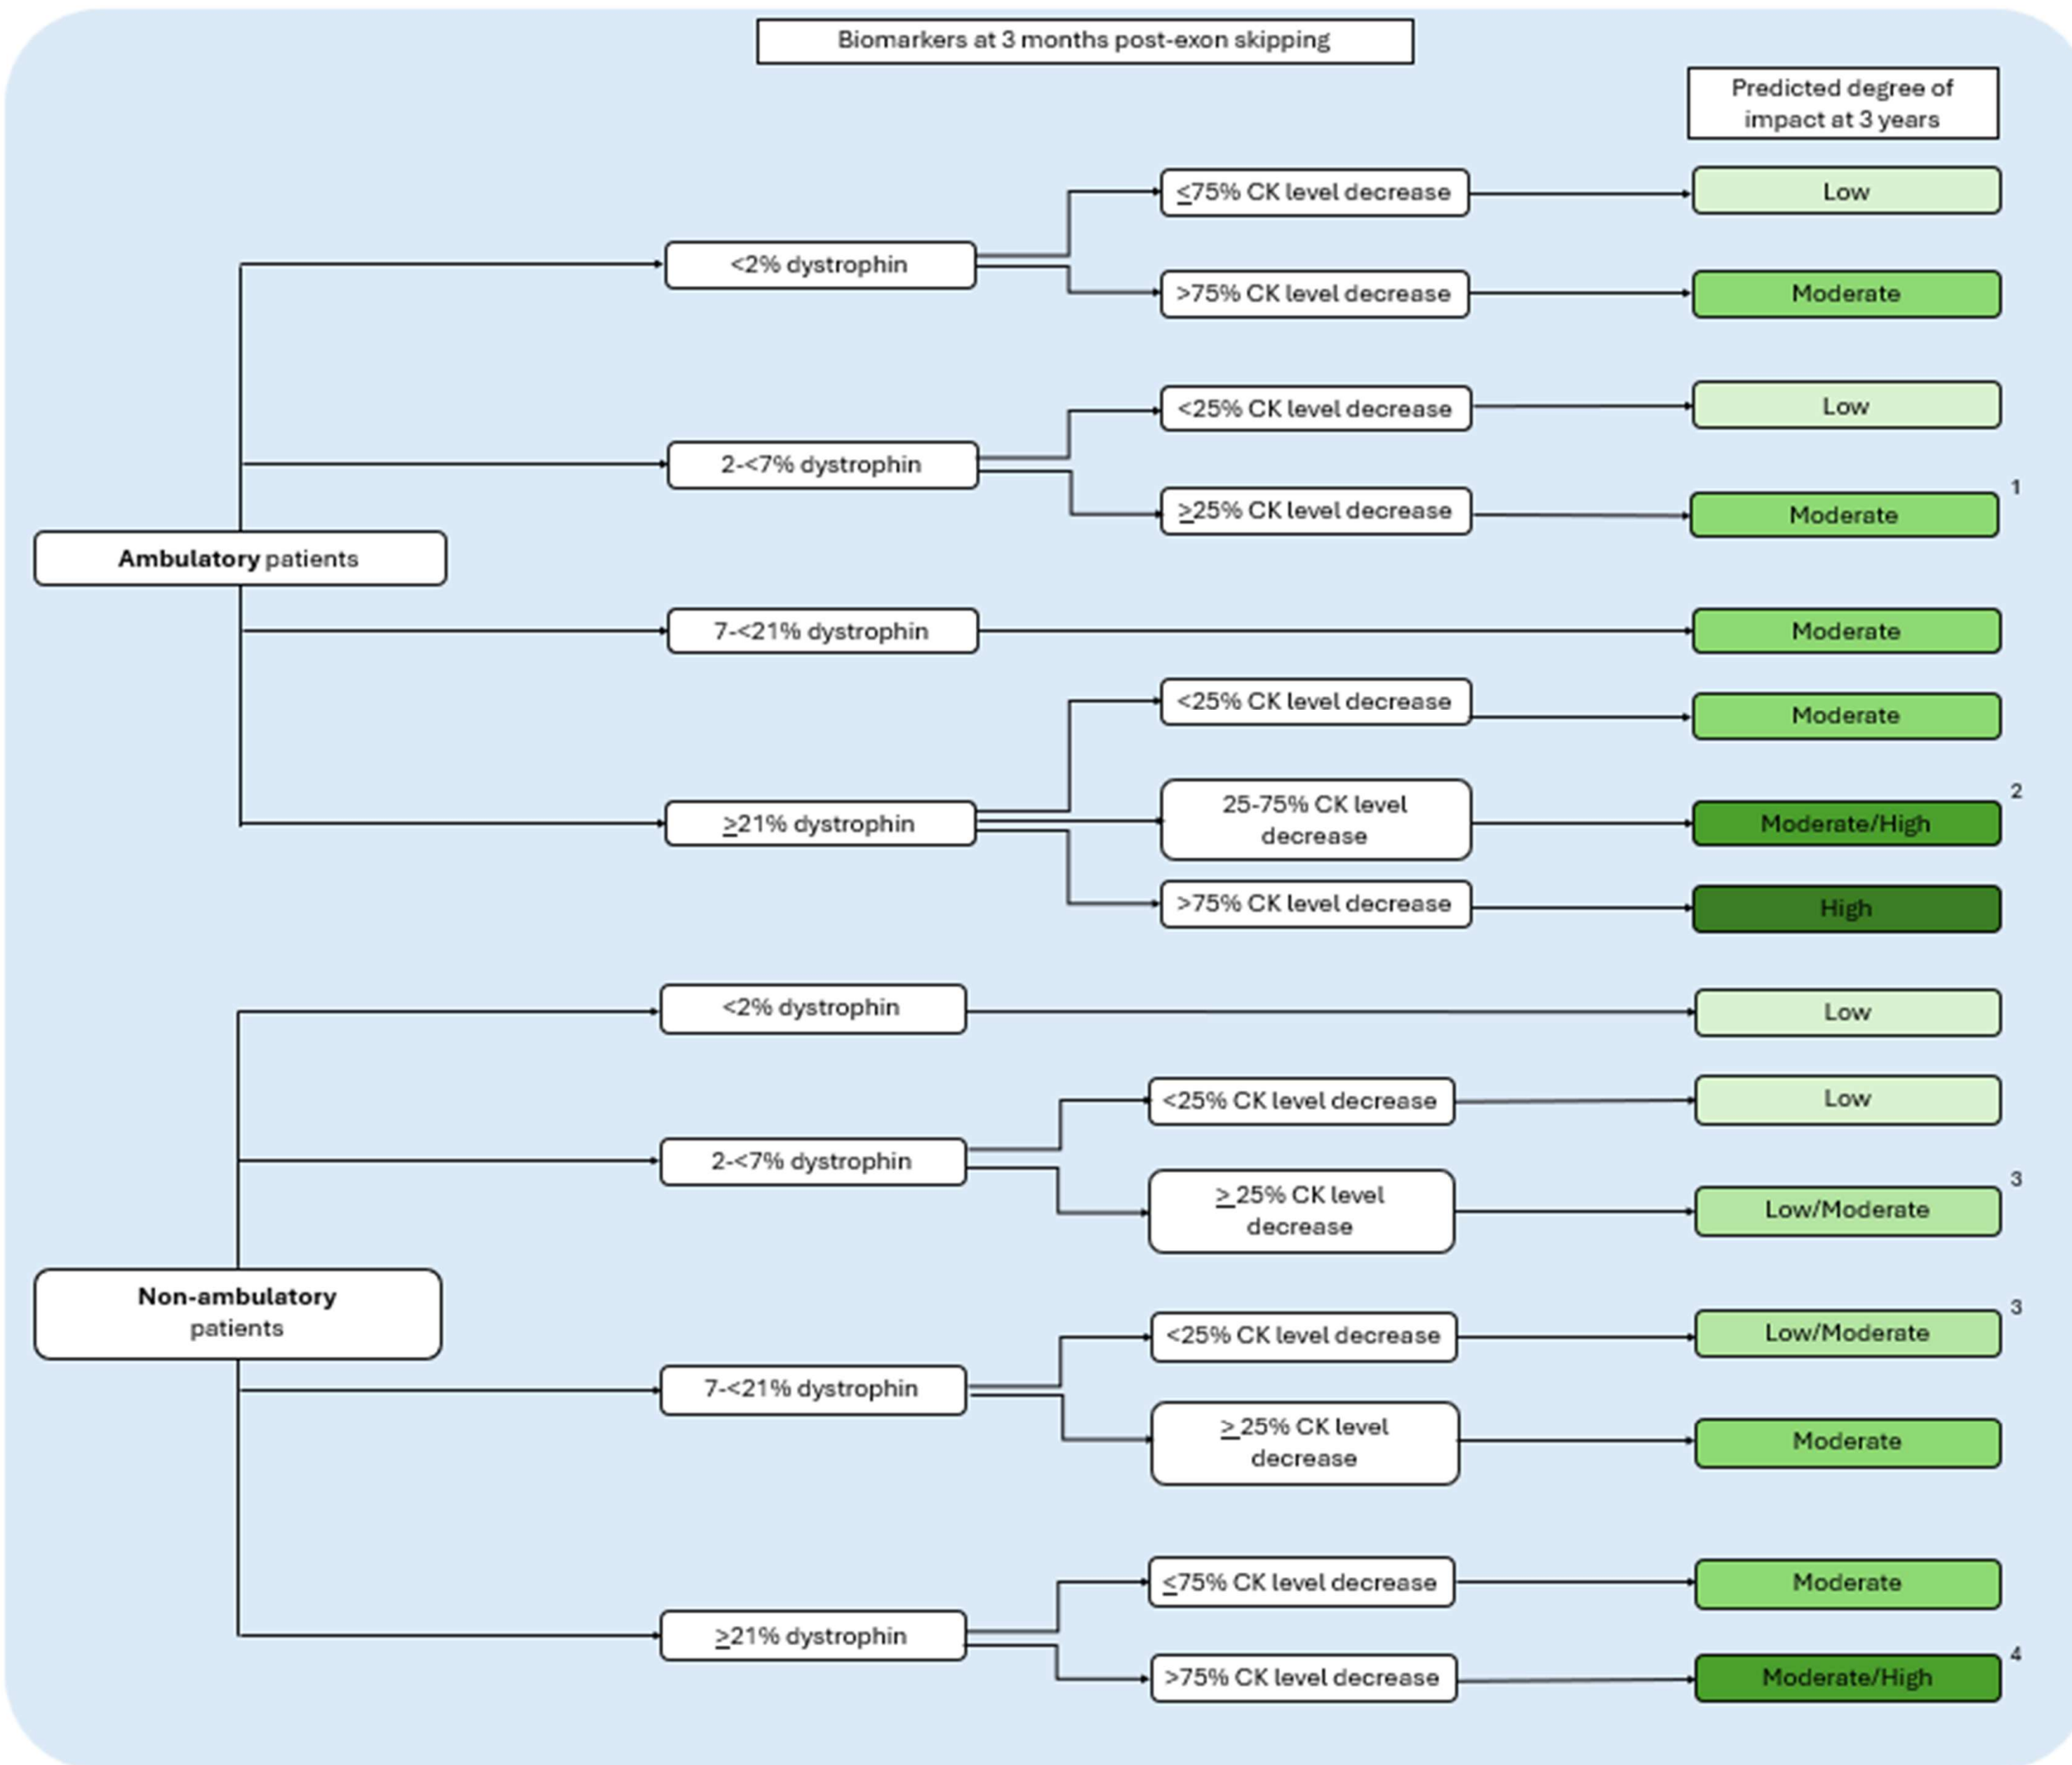 Biomarkers at 3 months post-exon skipping
Predicted degree of
impact at 3 years
Ambulatory patients
<2% dystrophin
≤75% CK level decrease
Low
>75% CK level decrease
Moderate
2-<7% dystrophin
<25% CK level decrease
Low
≥25% CK level decrease
Moderate
1
7-<21% dystrophin
Moderate
≥21% dystrophin
<25% CK level decrease
Moderate
25-75% CK level
decrease
Moderate/High
2
>75% CK level decrease
High
Non-ambulatory
patients
<2% dystrophin
Low
2-<7% dystrophin
<25% CK level decrease
Low
≥ 25% CK level
decrease
Low/Moderate
3
7-<21% dystrophin
<25% CK level decrease
Low/Moderate
3
≥ 25% CK level
decrease
Moderate
≥21% dystrophin
≤75% CK level decrease
Moderate
>75% CK level decrease
Moderate/High
4